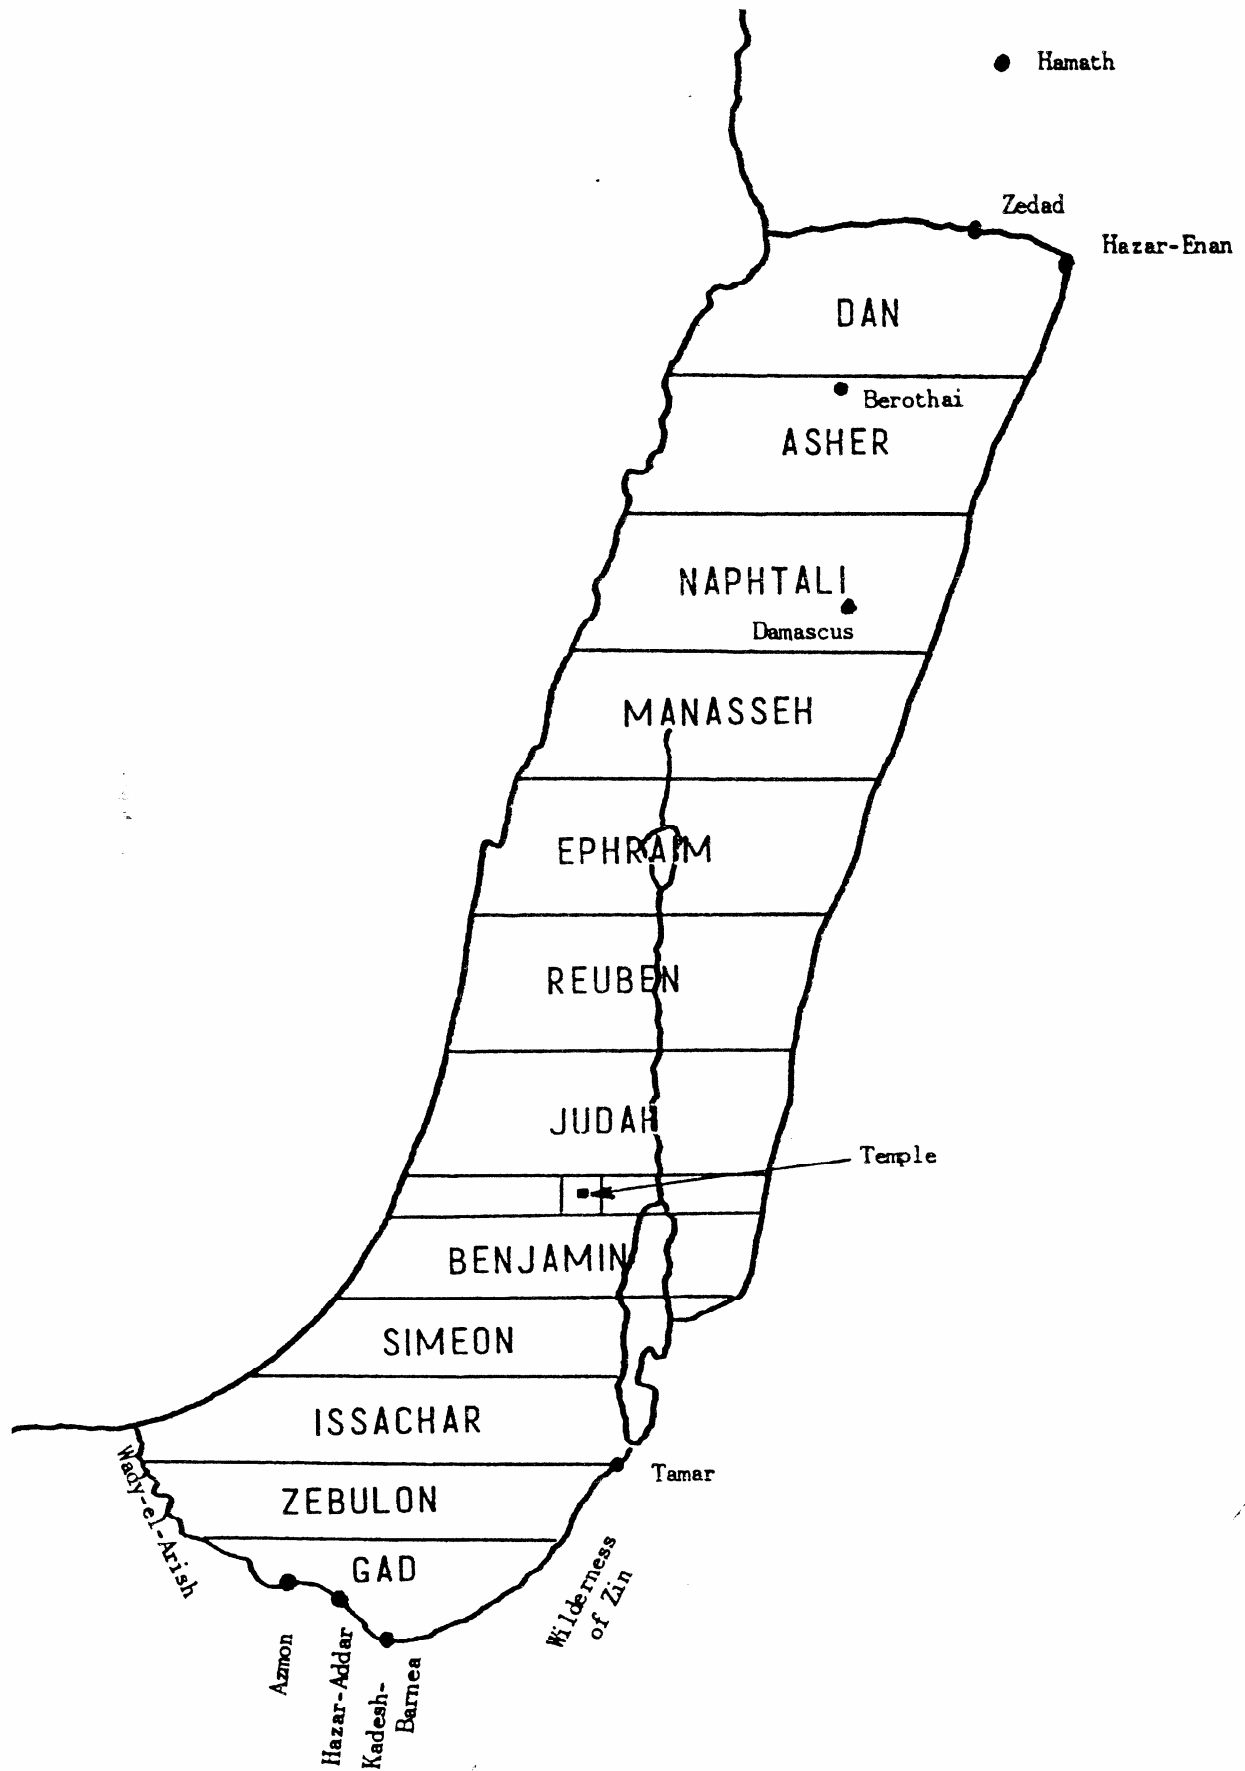 Hamath
Zedad
Hazar-Enan
DAN
Berothai
ASHER
NAPHTALI
Damascus
MANASSEH
EPHRAIM
REUBEN
JUDAH
Temple
BENJAMIN
SIMEON
ISSACHAR
Tamar
Wady-el-Arish
ZEBULON
GAD
Wilderness
of Zin
Azmon
Hazar-Addar
Kadesh-
Barnea